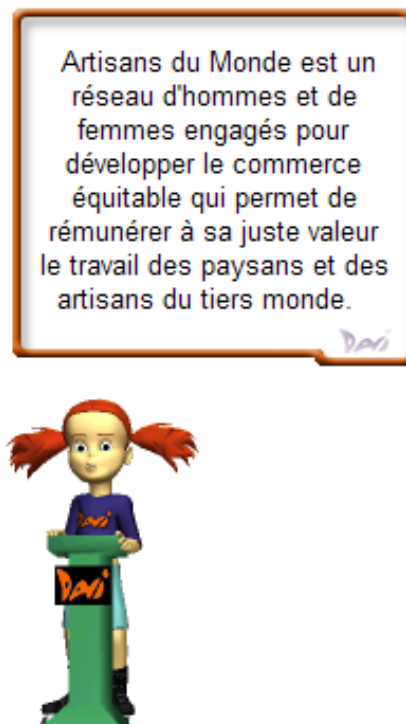 Artisans du Monde est un
réseau d'hommes et de
femmes engagés pour
développer le commerce
équitable qui permet de
rémunérer à sa juste valeur
le travail des paysans et des
artisans du tiers monde.
Davi
Davi
Davi